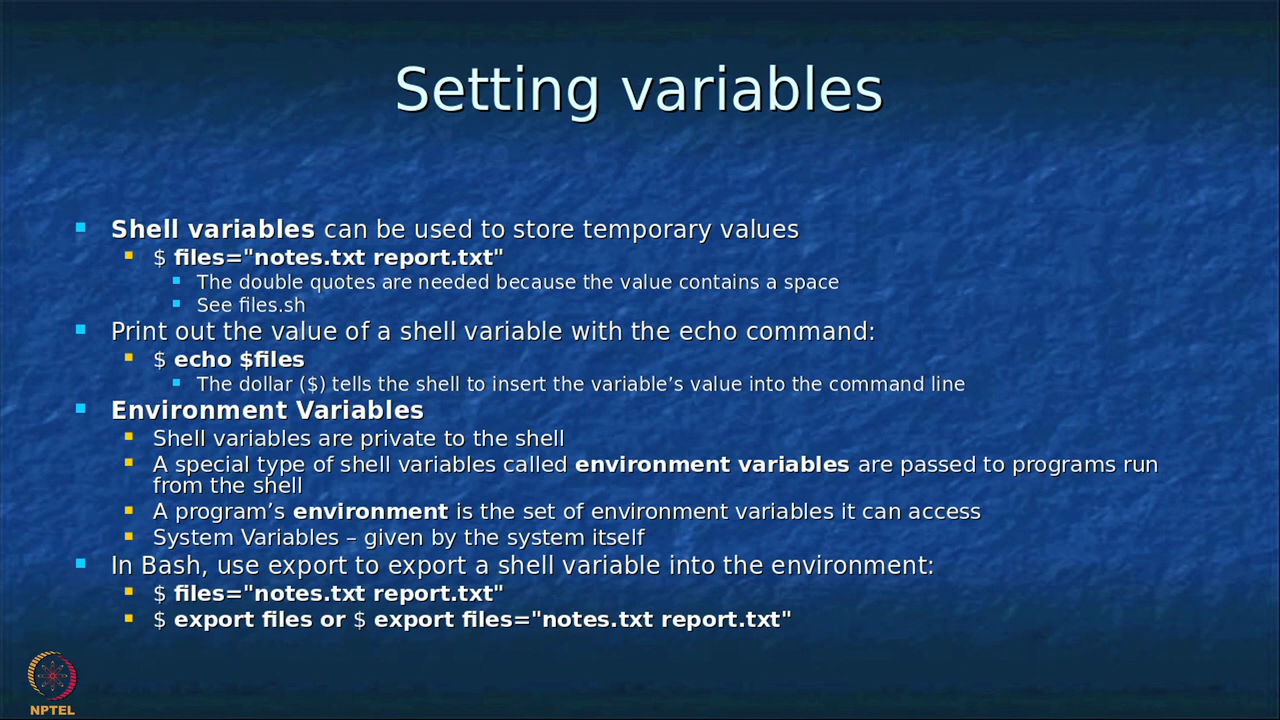 Setting variables
Shell variables can be used to store temporary values
$ files="notes.txt report.txt"
The double quotes are needed because the value contains a space
See files.sh
Print out the value of a shell variable with the echo command:
$ echo $files
The dollar ($) tells the shell to insert the variable’s value into the command line
Environment Variables
Shell variables are private to the shell
A special type of shell variables called environment variables are passed to programs run
from the shell
A program’s environment is the set of environment variables it can access
System Variables – given by the system itself
In Bash, use export to export a shell variable into the environment:
$ files="notes.txt report.txt"
$ export files or $ export files="notes.txt report.txt"
NPTEL